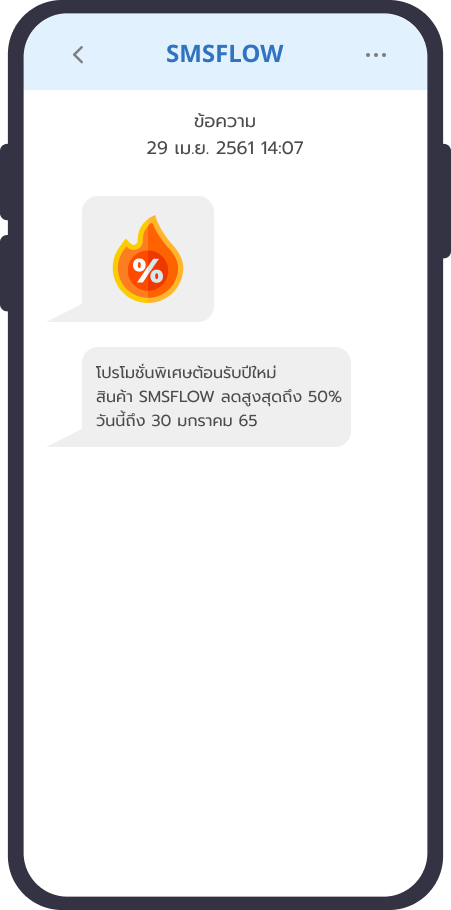 SMSFLOW
ข้อความ
29 เม.ย. 2561 14:07
%
โปรโมชั่นพิเศษต้อนรับปีใหม่
สินค้า SMSFLOW ลดสูงสุดถึง 50%
วันนี้ถึง 30 มกราคม 65